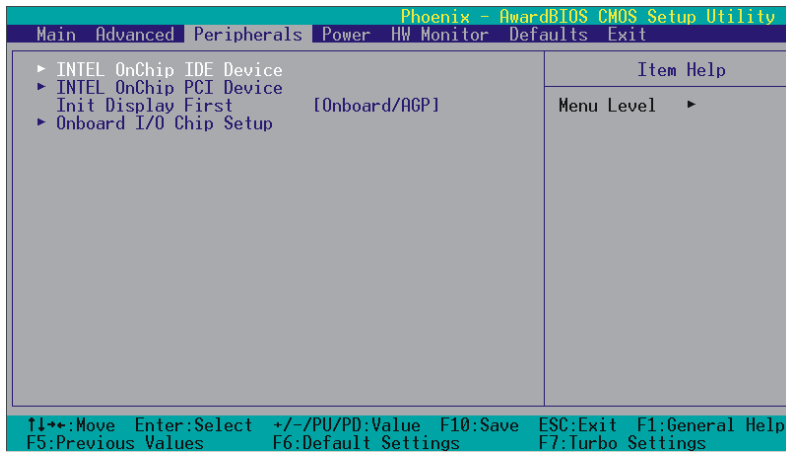 Phoenix - AwardBIOS CMOS Setup Utility
Main Advanced Peripherals Power HW Monitor Defaults Exit
► INTEL OnChip IDE Device
► INTEL OnChip PCI Device
Init Display First [Onboard/AGP]
► Onboard I/O Chip Setup
Item Help
Menu Level ►
↑↓→←:Move Enter:Select +/-/PU/PD:Value F10:Save ESC:Exit F1:General Help
F5:Previous Values F6:Default Settings F7:Turbo Settings